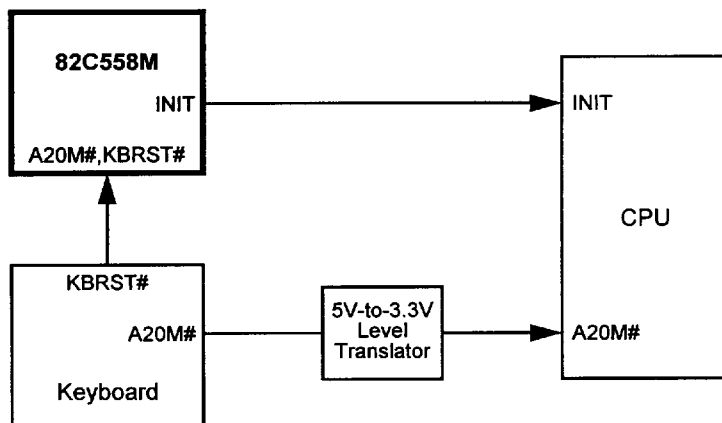 82C558M
INIT
A20M#,KBRST#
INIT
CPU
KBRST#
A20M#
Keyboard
5V-to-3.3V
Level
Translator
A20M#